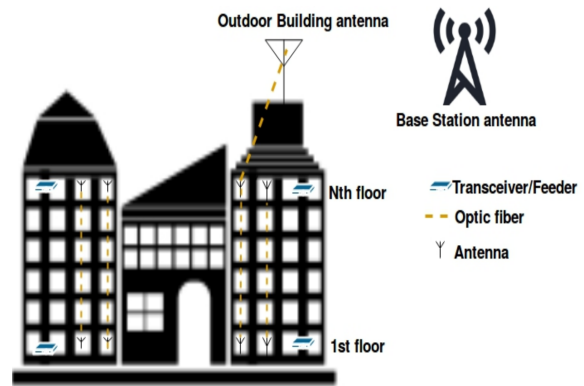 Outdoor Building antenna
Base Station antenna
Transceiver/Feeder
Nth floor
Optic fiber
Antenna
1st floor